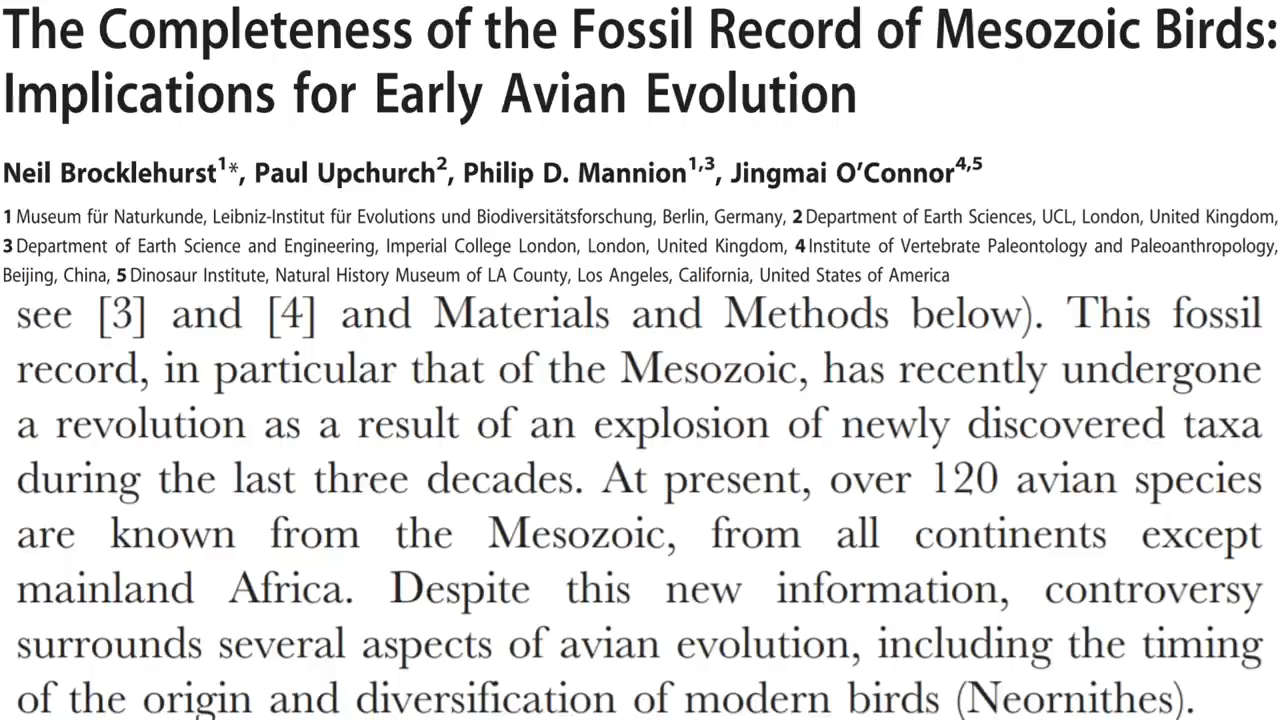 The Completeness of the Fossil Record of Mesozoic Birds:
Implications for Early Avian Evolution
Neil Brocklehurst1*, Paul Upchurch2, Philip D. Mannion1,3, Jingmai O'Connor4,5
1 Museum für Naturkunde, Leibniz-Institut für Evolutions und Biodiversitätsforschung, Berlin, Germany, 2 Department of Earth Sciences, UCL, London, United Kingdom,
3 Department of Earth Science and Engineering, Imperial College London, London, United Kingdom, 4 Institute of Vertebrate Paleontology and Paleoanthropology,
Beijing, China, 5 Dinosaur Institute, Natural History Museum of LA County, Los Angeles, California, United States of America
see [3] and [4] and Materials and Methods below). This fossil
record, in particular that of the Mesozoic, has recently undergone
a revolution as a result of an explosion of newly discovered taxa
during the last three decades. At present, over 120 avian species
are known from the Mesozoic, from all continents except
mainland Africa. Despite this new information, controversy
surrounds several aspects of avian evolution, including the timing
of the origin and diversification of modern birds (Neornithes).